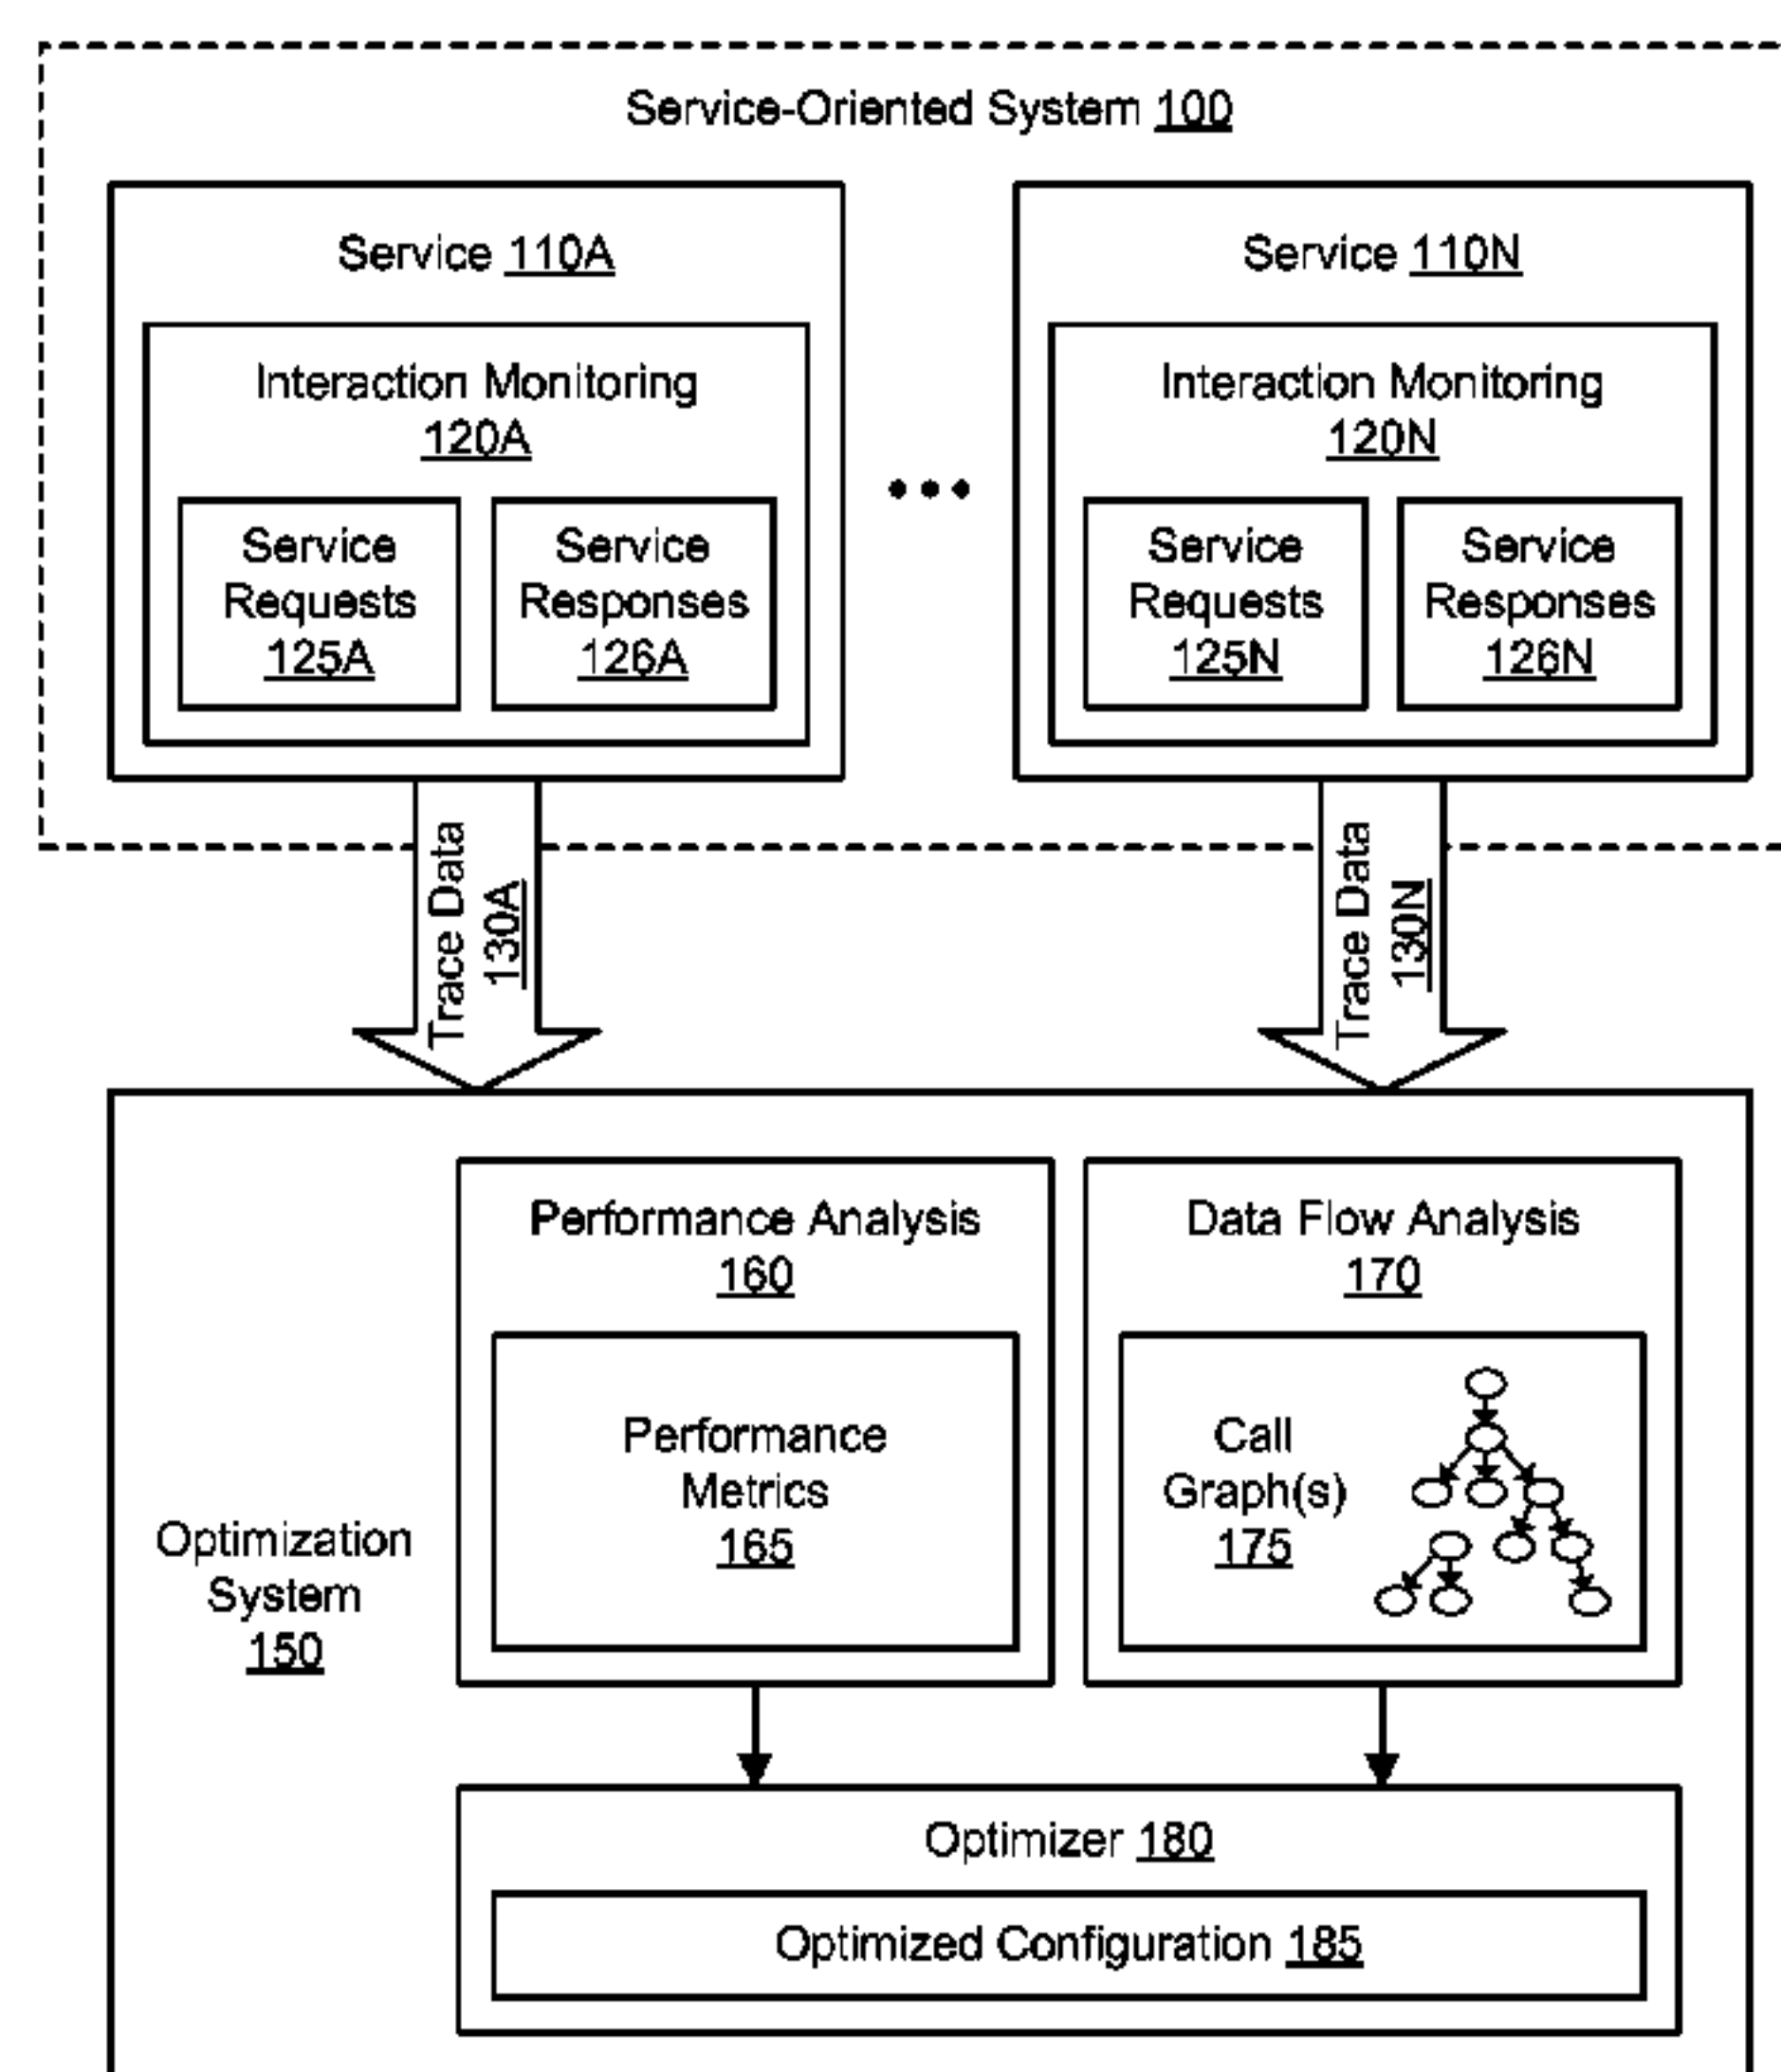 Service-Oriented System 100
Service 110A
Interaction Monitoring
120A
Service
Requests
125A
Service
Responses
126A
Service 110N
Interaction Monitoring
120N
Service
Requests
125N
Service
Responses
126N
Trace Data
130A
Trace Data
130N
Optimization
System
150
Performance Analysis
160
Performance
Metrics
165
Data Flow Analysis
170
Call
Graph(s)
175
Optimizer 180
Optimized Configuration 185